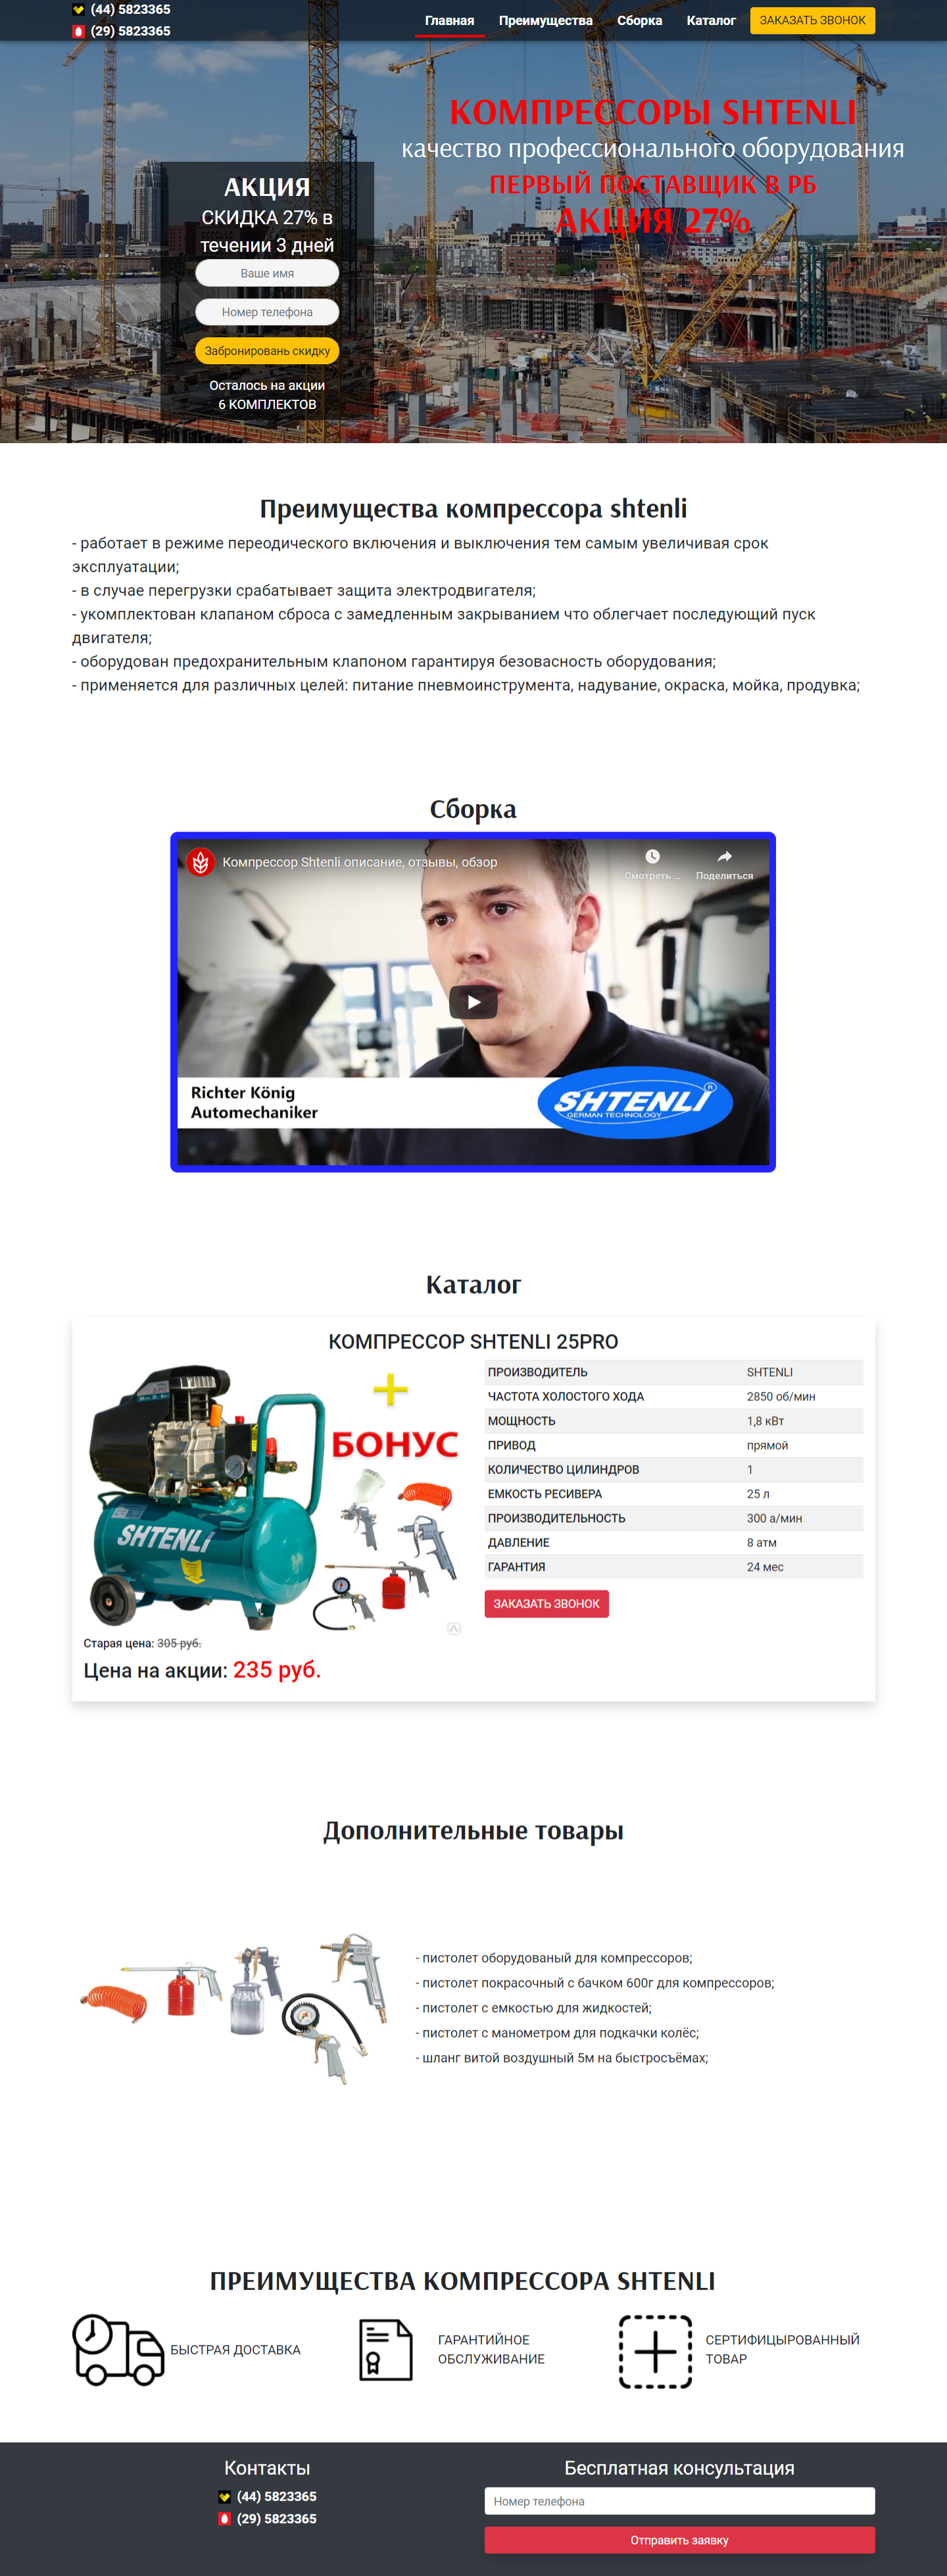 (44) 5823365
(29) 5823365
Главная Преимущества Сборка Каталог ЗАКАЗАТЬ ЗВОНОК
КОМПРЕССОРЫ SHTENLI
качество профессионального оборудования
ПЕРВЫЙ ПОСТАВЩИК В РБ
АКЦИЯ 27%
АКЦИЯ
СКИДКА 27% в
течении 3 дней
Ваше имя
Номер телефона
Забронировань скидку
Осталось на акции
6 КОМПЛЕКТОВ
Преимущества компрессора shtenli
- работает в режиме переодического включения и выключения тем самым увеличивая срок
эксплуатации;
- в случае перегрузки срабатывает защита электродвигателя;
- укомплектован клапаном сброса с замедленным закрыванием что облегчает последующий пуск
двигателя;
- оборудован предохранительным клапоном гарантируя безовасность оборудования;
- применяется для различных целей: питание пневмоинструмента, надувание, окраска, мойка, продувка;
Сборка
Компрессор Shtenli описание, отзывы, обзор
Смотреть ... Поделиться
Richter König
Automechaniker
SHTENLI ®
GERMAN TECHNOLOGY
Каталог
КОМПРЕССОР SHTENLI 25PRO
БОНУС
SHTENLI
ПРОИЗВОДИТЕЛЬ SHTENLI
ЧАСТОТА ХОЛОСТОГО ХОДА 2850 об/мин
МОЩНОСТЬ 1,8 кВт
ПРИВОД прямой
КОЛИЧЕСТВО ЦИЛИНДРОВ 1
ЕМКОСТЬ РЕСИВЕРА 25 л
ПРОИЗВОДИТЕЛЬНОСТЬ 300 а/мин
ДАВЛЕНИЕ 8 атм
ГАРАНТИЯ 24 мес
ЗАКАЗАТЬ ЗВОНОК
Старая цена: 305 руб.
Цена на акции: 235 руб.
Дополнительные товары
- пистолет оборудованый для компрессоров;
- пистолет покрасочный с бачком 600г для компрессоров;
- пистолет с емкостью для жидкостей;
- пистолет с манометром для подкачки колёс;
- шланг витой воздушный 5м на быстросъёмах;
ПРЕИМУЩЕСТВА КОМПРЕССОРА SHTENLI
БЫСТРАЯ ДОСТАВКА
ГАРАНТИЙНОЕ
ОБСЛУЖИВАНИЕ
СЕРТИФИЦЫРОВАННЫЙ
ТОВАР
Контакты
(44) 5823365
(29) 5823365
Бесплатная консультация
Номер телефона
Отправить заявку